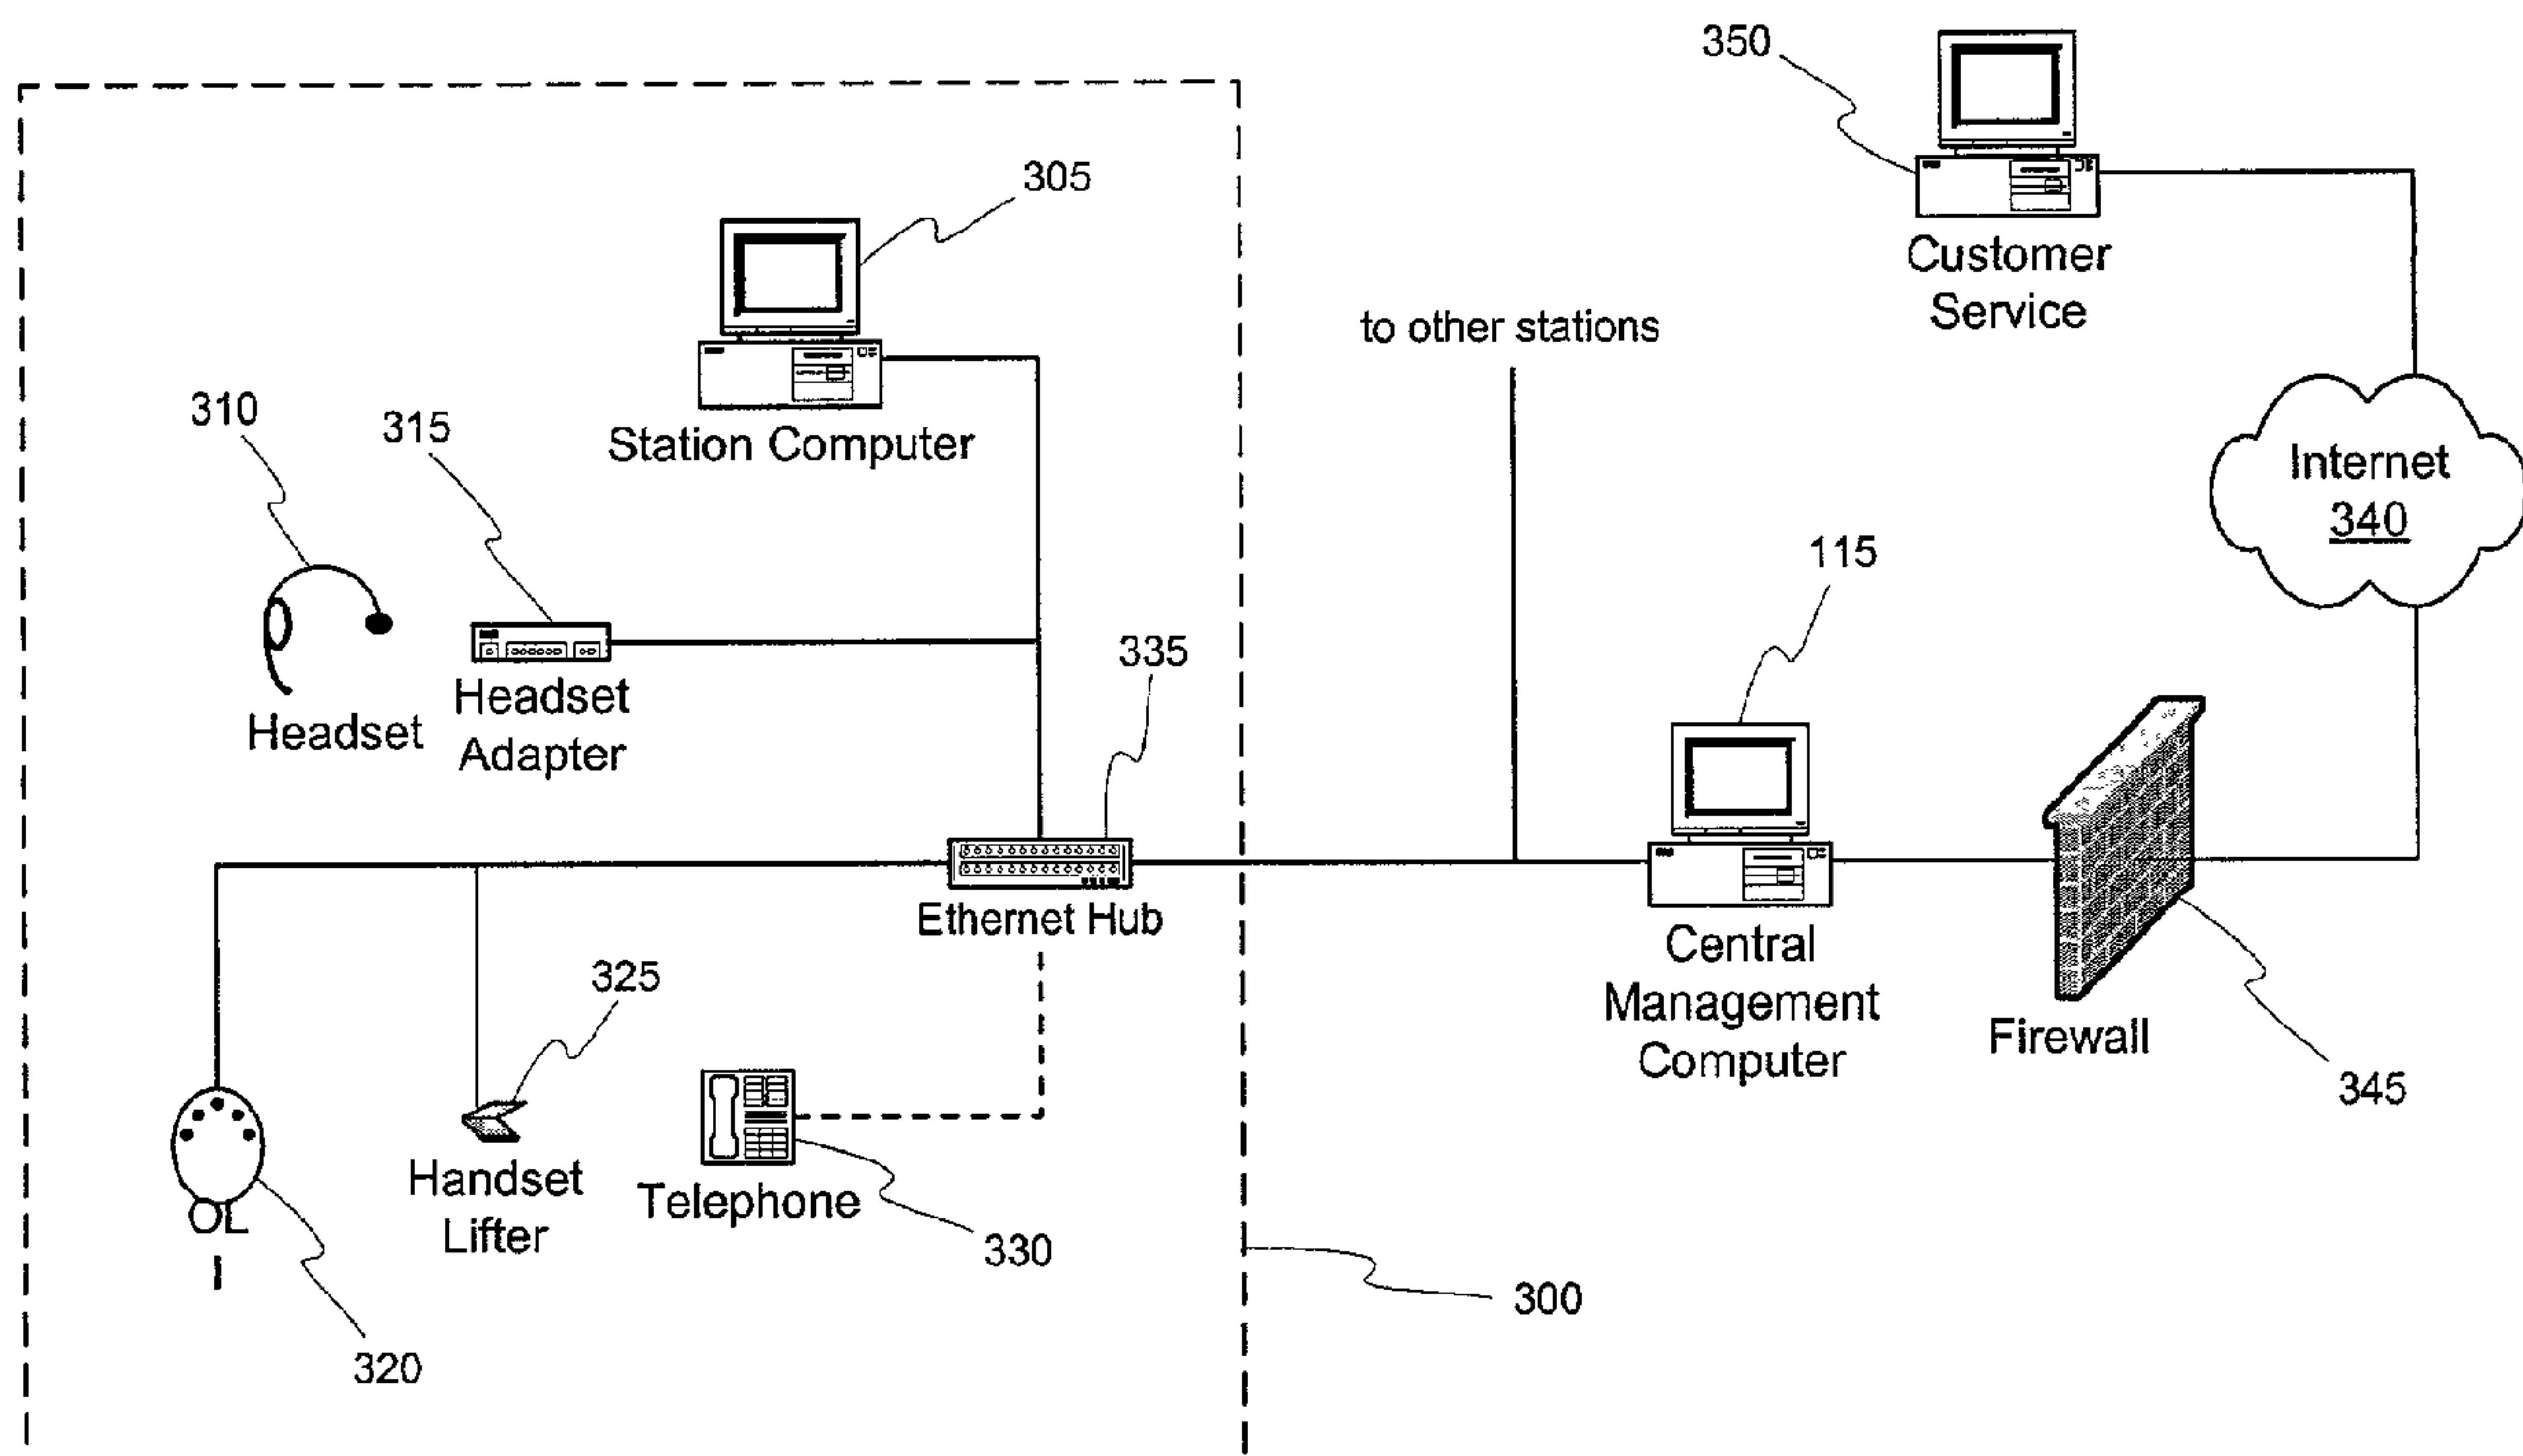 350
Customer
Service
305
Station Computer
to other stations
310
315
Internet
340
Headset
Headset
Adapter
335
115
Ethernet Hub
Central
Management
Computer
Firewall
345
325
Handset
Lifter
Telephone
330
OL
320
300